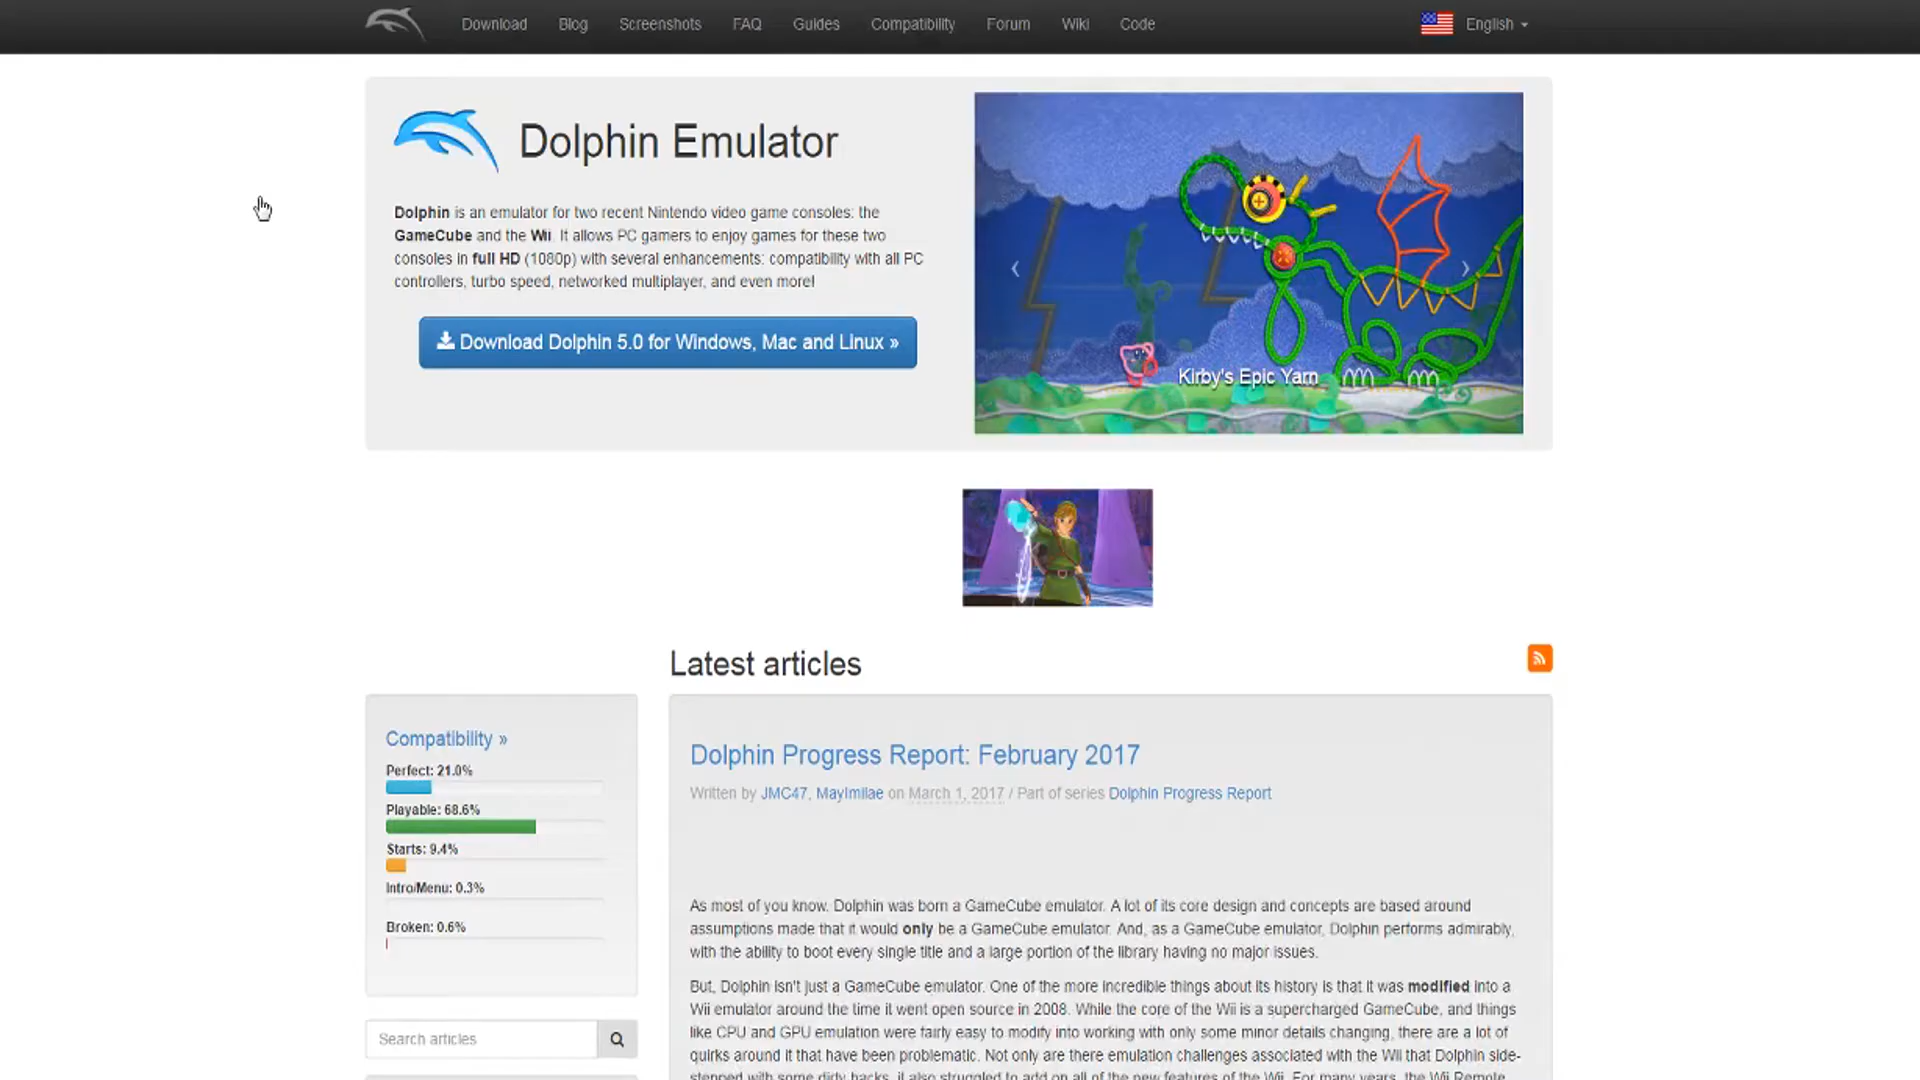 Download Blog Screenshots FAQ Guides Compatibility Forum Wiki Code English
Dolphin Emulator
Dolphin is an emulator for two recent Nintendo video game consoles: the
GameCube and the Wii. It allows PC gamers to enjoy games for these two
consoles in full HD (1080p) with several enhancements: compatibility with all PC
controllers, turbo speed, networked multiplayer, and even more!
Download Dolphin 5.0 for Windows, Mac and Linux »
Kirby's Epic Yarn
Latest articles
Compatibility »
Perfect: 21.0%
Playable: 68.6%
Starts: 9.4%
Intro/Menu: 0.3%
Broken: 0.6%
Search articles
Dolphin Progress Report: February 2017
Written by JMC47, MayImilae on March 1, 2017 / Part of series Dolphin Progress Report
As most of you know, Dolphin was born a GameCube emulator. A lot of its core design and concepts are based around
assumptions made that it would only be a GameCube emulator. And, as a GameCube emulator, Dolphin performs admirably,
with the ability to boot every single title and a large portion of the library having no major issues.
But, Dolphin isn't just a GameCube emulator. One of the more incredible things about its history is that it was modified into a
Wii emulator around the time it went open source in 2008. While the core of the Wii is a supercharged GameCube, and things
like CPU and GPU emulation were fairly easy to modify into working with only some minor details changing, there are a lot of
quirks around it that have been problematic. Not only are there emulation challenges associated with the Wii that Dolphin side-
stepped with some dirty hacks, it also struggled to add on all of the new features of the Wii. For many years, the Wii Remote